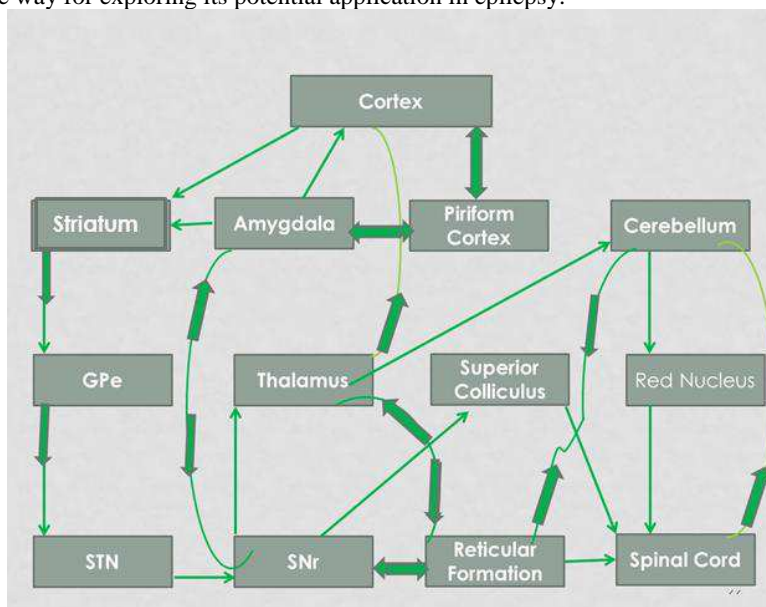 e way for exploring its potential application in epilepsy.
Cortex
Striatum
Amygdala
Piriform
Cortex
Cerebellum
GPe
Thalamus
Superior
Colliculus
Red Nucleus
STN
SNr
Reticular
Formation
Spinal Cord